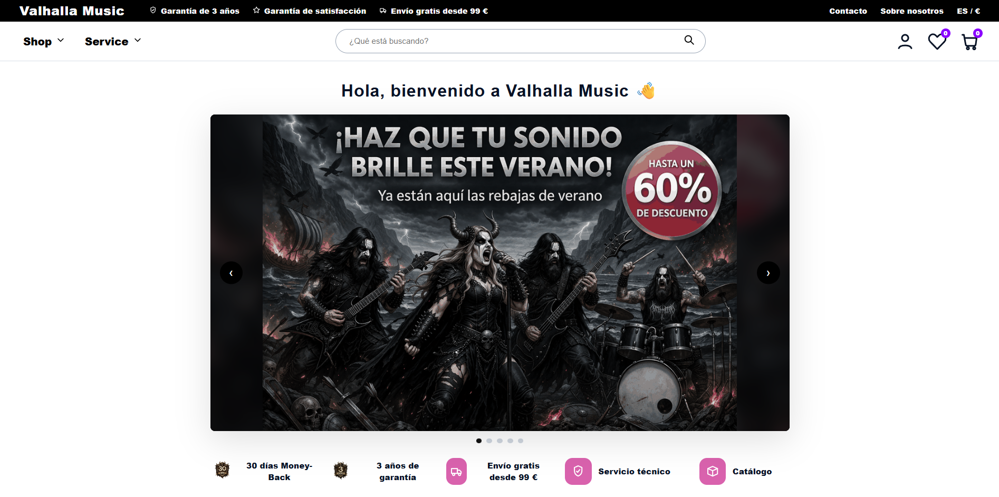 Valhalla Music
Garantía de 3 años
Garantía de satisfacción
Envío gratis desde 99 €
Contacto
Sobre nosotros
ES / €
Shop
Service
¿Qué está buscando?
0
0
Hola, bienvenido a Valhalla Music 👋
¡HAZ QUE TU SONIDO
BRILLE ESTE VERANO!
Ya están aquí las rebajas de verano
HASTA UN
60%
DE DESCUENTO
30
30 días Money-
Back
3
3 años de
garantía
Envío gratis
desde 99 €
Servicio técnico
Catálogo